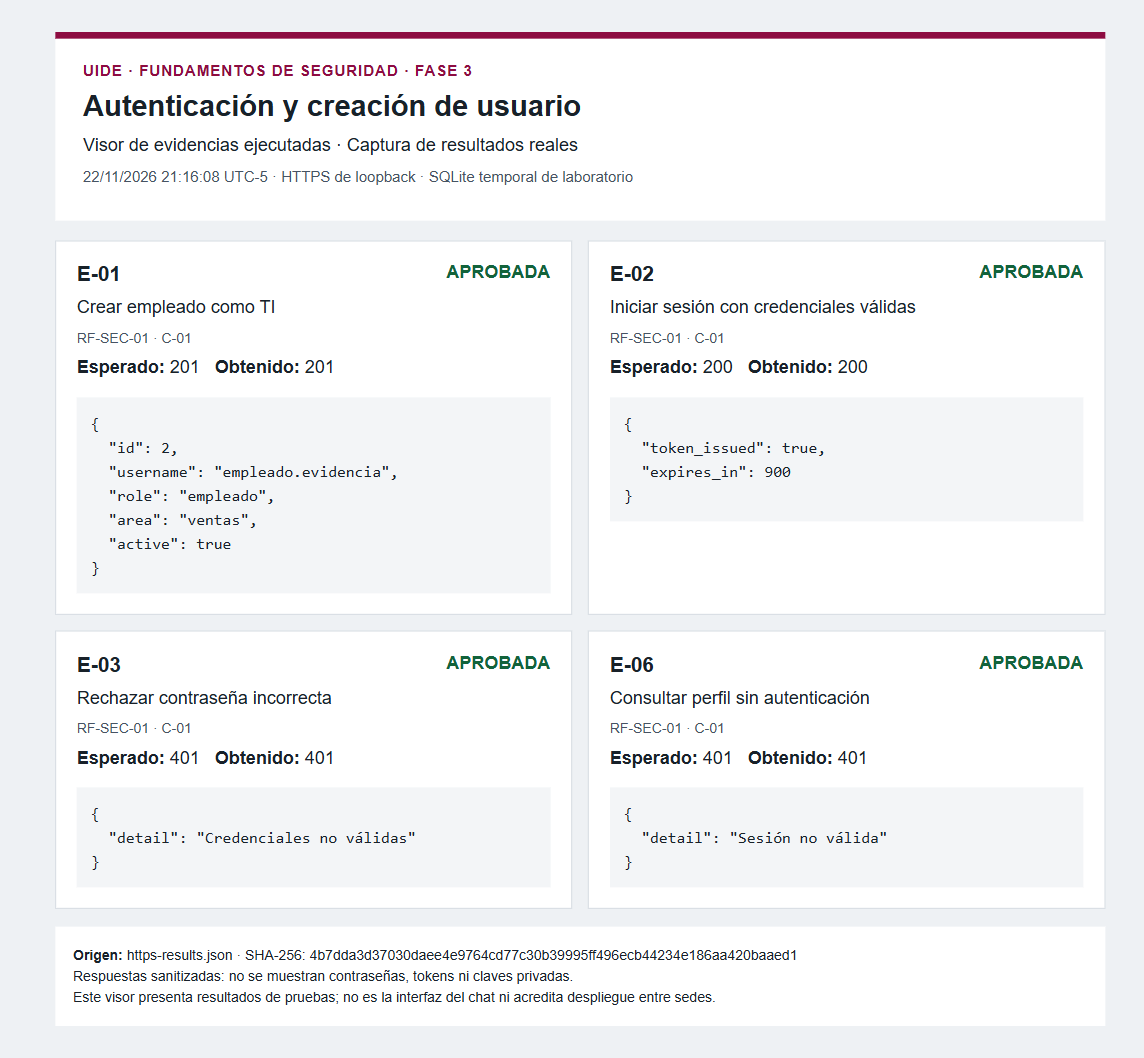 UIDE · FUNDAMENTOS DE SEGURIDAD · FASE 3
Autenticación y creación de usuario
Visor de evidencias ejecutadas · Captura de resultados reales
22/11/2026 21:16:08 UTC-5 · HTTPS de loopback · SQLite temporal de laboratorio
E-01 APROBADA
Crear empleado como TI
RF-SEC-01 · C-01
Esperado: 201 Obtenido: 201
{
  "id": 2,
  "username": "empleado.evidencia",
  "role": "empleado",
  "area": "ventas",
  "active": true
}
E-02 APROBADA
Iniciar sesión con credenciales válidas
RF-SEC-01 · C-01
Esperado: 200 Obtenido: 200
{
  "token_issued": true,
  "expires_in": 900
}
E-03 APROBADA
Rechazar contraseña incorrecta
RF-SEC-01 · C-01
Esperado: 401 Obtenido: 401
{
  "detail": "Credenciales no válidas"
}
E-06 APROBADA
Consultar perfil sin autenticación
RF-SEC-01 · C-01
Esperado: 401 Obtenido: 401
{
  "detail": "Sesión no válida"
}
Origen: https-results.json · SHA-256: 4b7dda3d37030daee4e9764cd77c30b39995ff496ecb44234e186aa420baaed1
Respuestas sanitizadas: no se muestran contraseñas, tokens ni claves privadas.
Este visor presenta resultados de pruebas; no es la interfaz del chat ni acredita despliegue entre sedes.